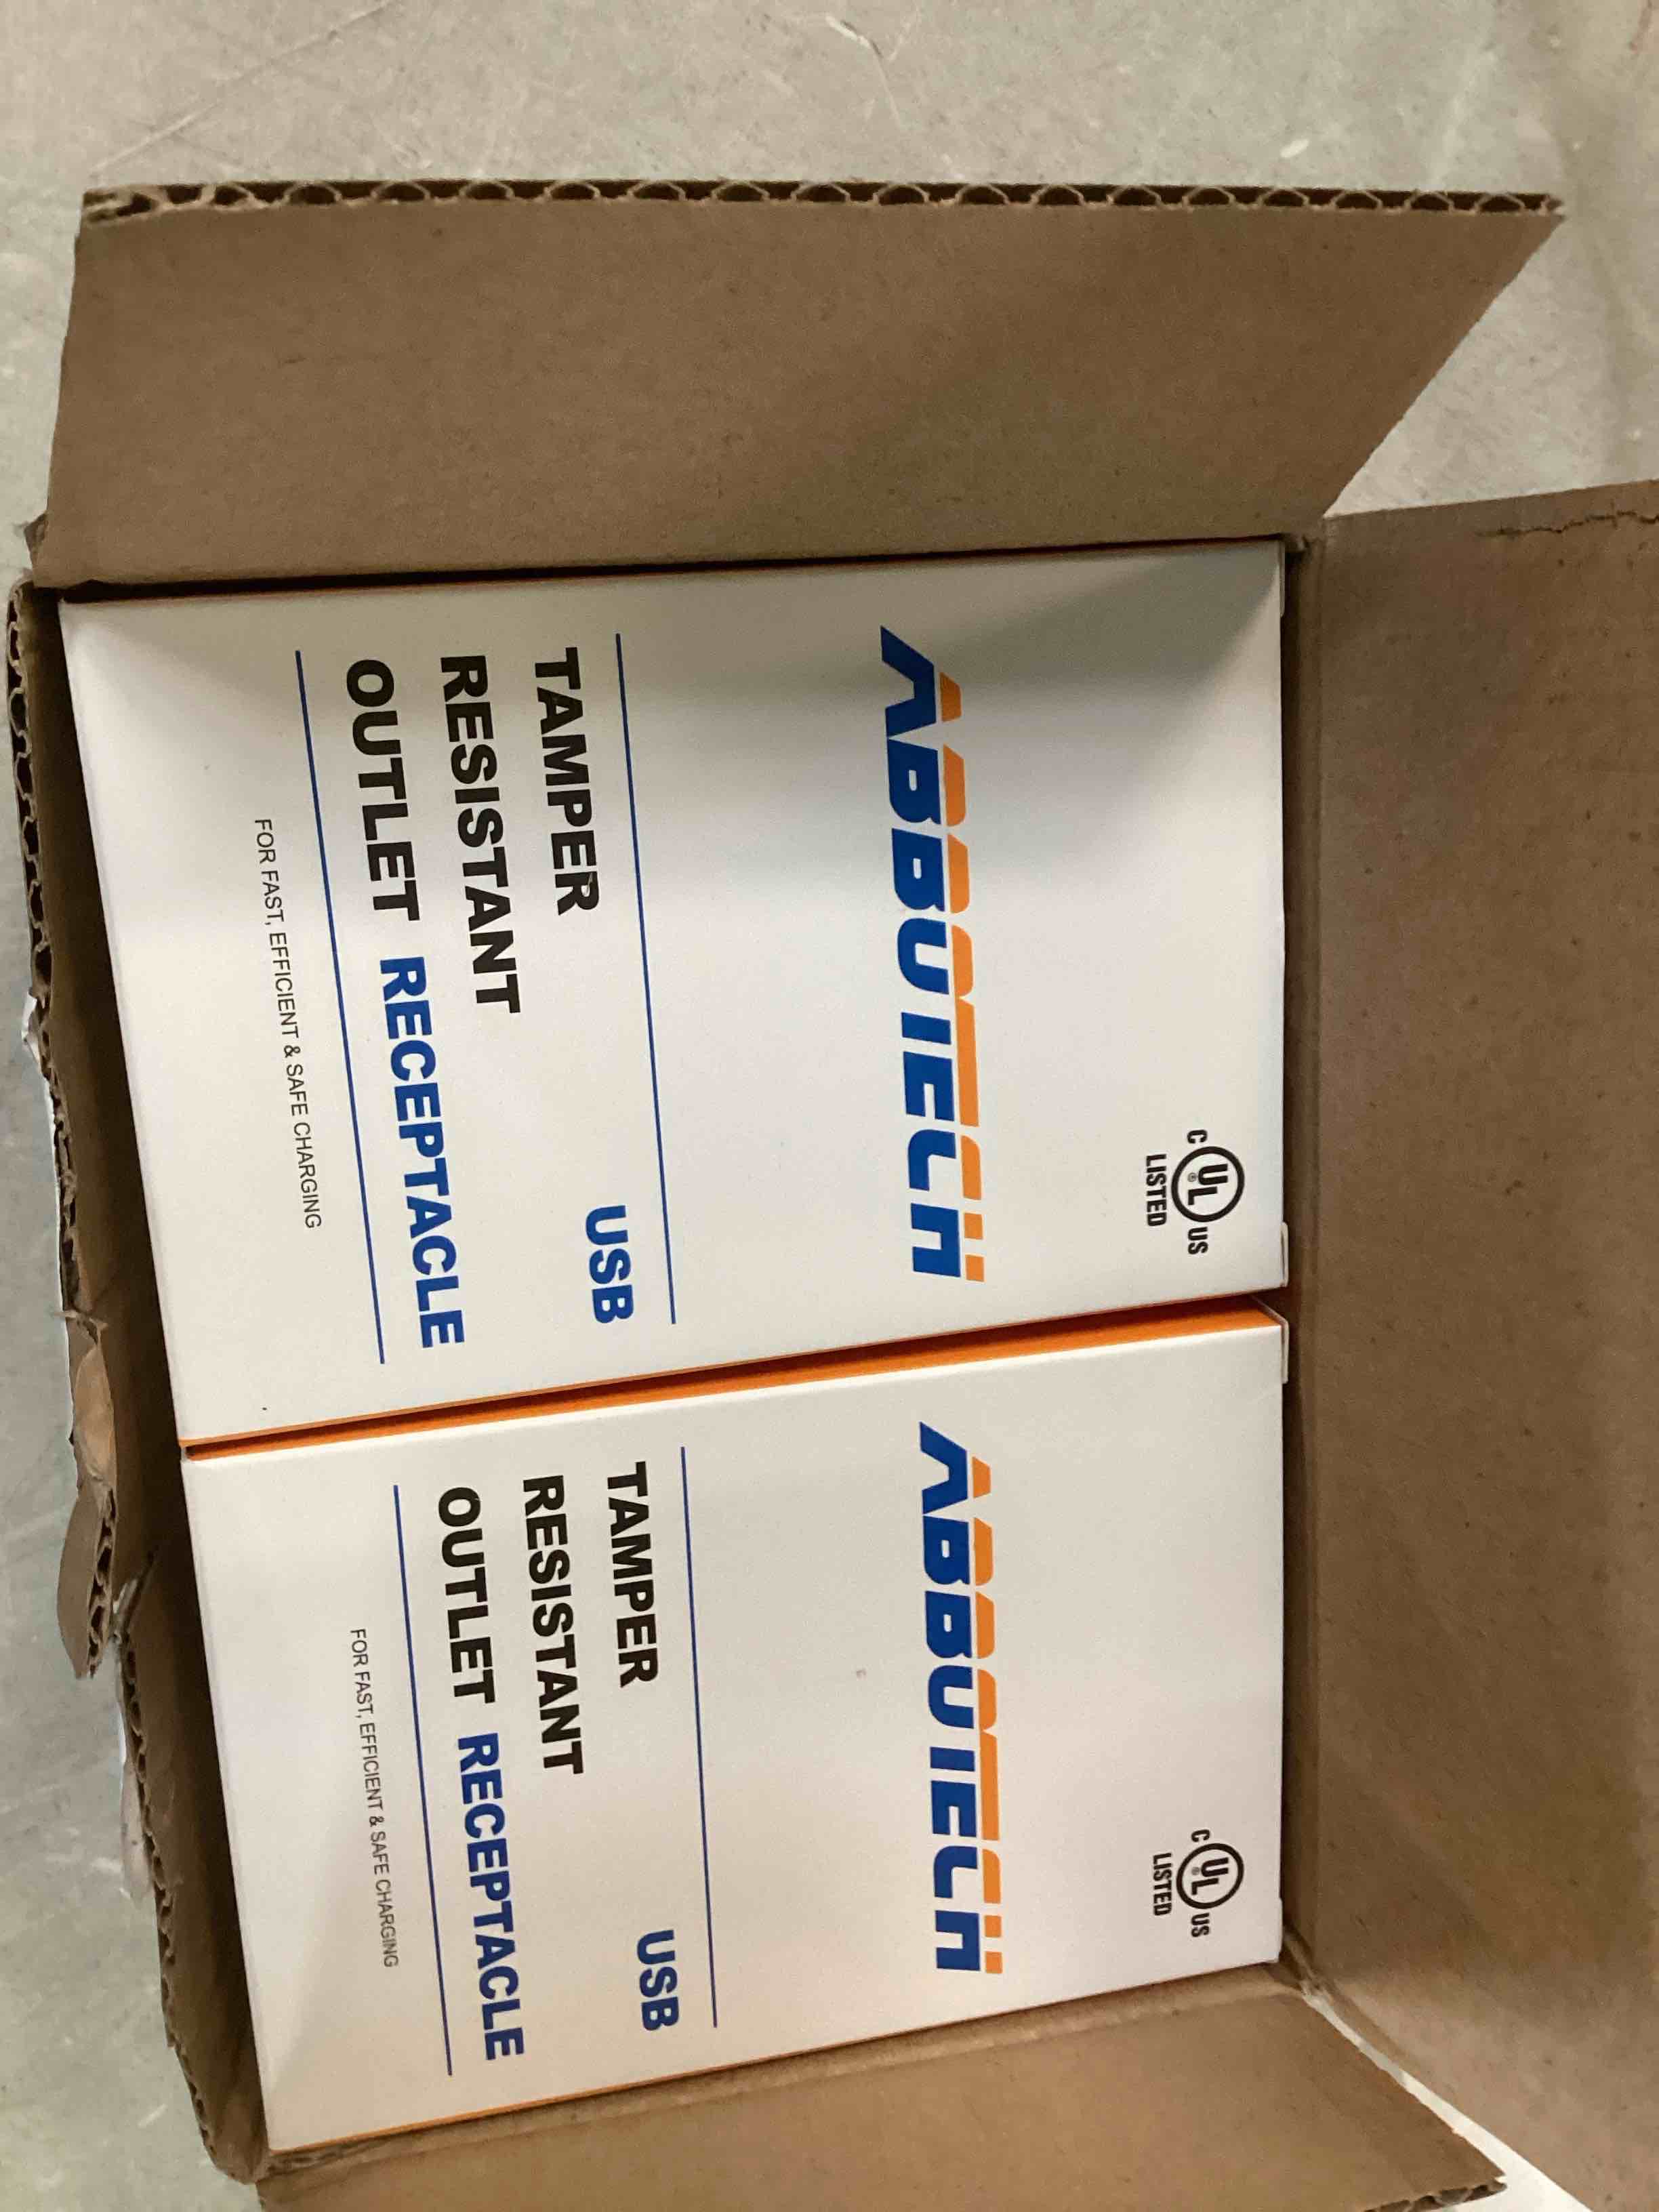 C UL US
LISTED
ABBOTECH
TAMPER
RESISTANT USB
OUTLET RECEPTACLE
FOR FAST, EFFICIENT & SAFE CHARGING
C UL US
LISTED
ABBOTECH
TAMPER
RESISTANT USB
OUTLET RECEPTACLE
FOR FAST, EFFICIENT & SAFE CHARGING